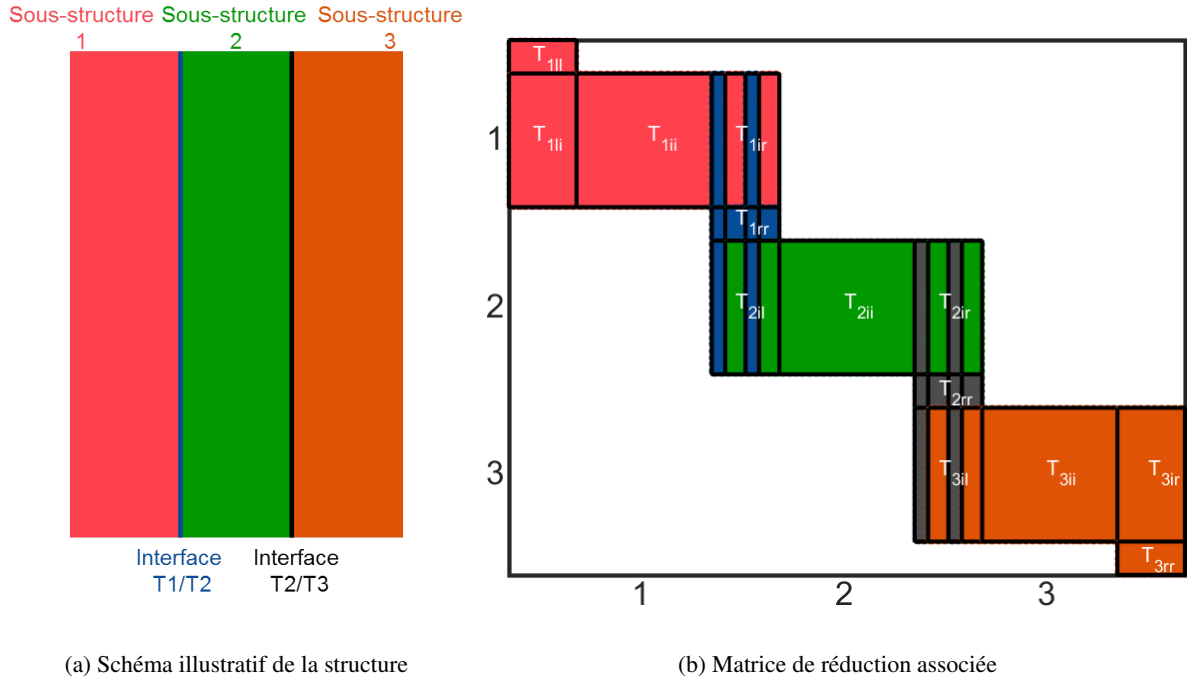 Sous-structure Sous-structure Sous-structure
1 2 3
Interface Interface
T1/T2 T2/T3
(a) Schéma illustratif de la structure
T1ll
1 T1li T1ii T1ir
T1rr
2 T2il T2ii T2ir
T2rr
3 T3il T3ii T3ir
T3rr
1 2 3
(b) Matrice de réduction associée